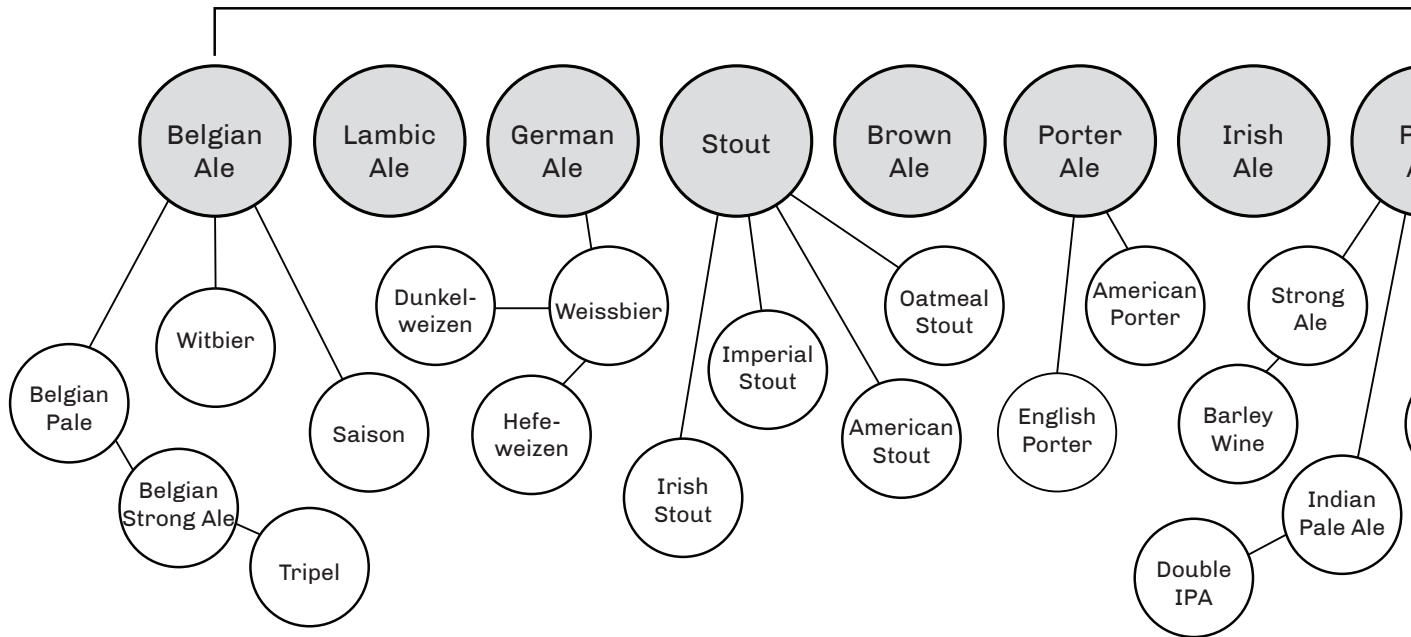 Belgian
Ale
Lambic
Ale
German
Ale
Stout
Brown
Ale
Porter
Ale
Irish
Ale
Dunkel-
weizen
Weissbier
Oatmeal
Stout
American
Porter
Strong
Ale
Witbier
Imperial
Stout
Belgian
Pale
Saison
Hefe-
weizen
American
Stout
English
Porter
Barley
Wine
Belgian
Strong Ale
Irish
Stout
Indian
Pale Ale
Tripel
Double
IPA